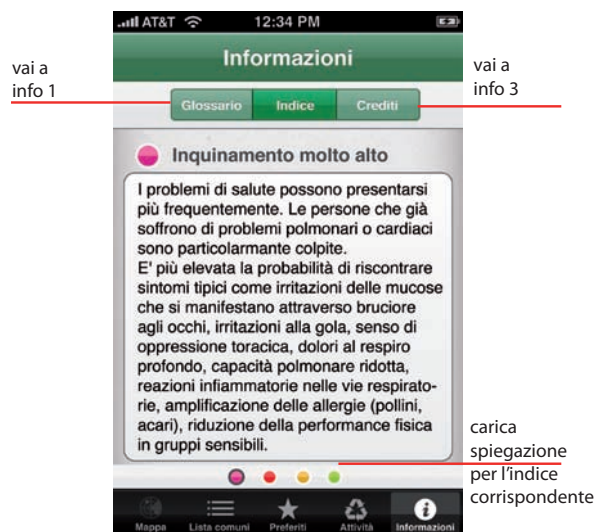 AT&T 12:34 PM
Informazioni
vai a
info 1
vai a
info 3
Glossario Indice Crediti
Inquinamento molto alto
I problemi di salute possono presentarsi
più frequentemente. Le persone che già
soffrono di problemi polmonari o cardiaci
sono particolarmante colpite.
E' più elevata la probabilità di riscontrare
sintomi tipici come irritazioni delle mucose
che si manifestano attraverso bruciore
agli occhi, irritazioni alla gola, senso di
oppressione toracica, dolori al respiro
profondo, capacità polmonare ridotta,
reazioni infiammatorie nelle vie respirato-
rie, amplificazione delle allergie (pollini,
acari), riduzione della performance fisica
in gruppi sensibili.
carica
spiegazione
per l'indice
corrispondente
Mappa Lista comuni Preferiti Attività Informazioni